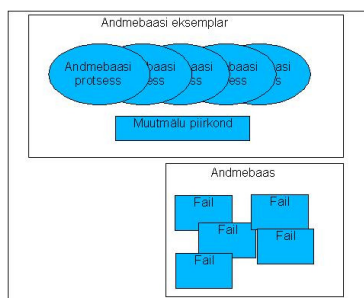 Andmebaasi eksemplar
Andmebaasi baasi baasi baasi asi
protsess ess ess ess s
Muutmälu piirkond
Andmebaas
Fail Fail
Fail Fail
Fail